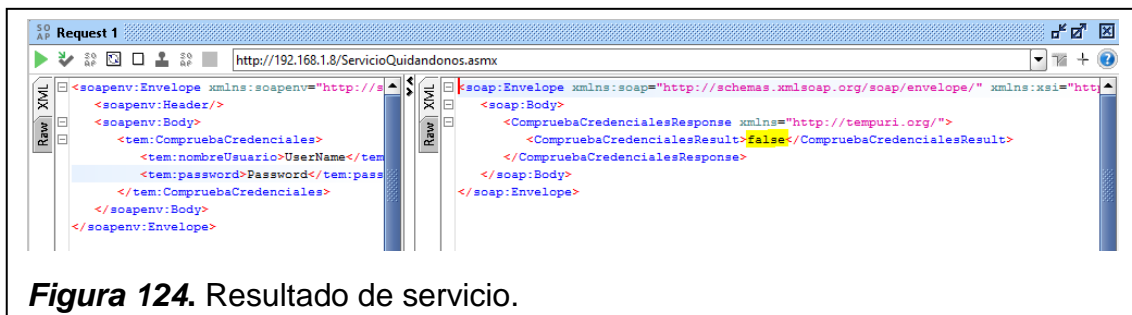 SO AP Request 1
http://192.168.1.8/ServicioQuidandonos.asmx
XML
Raw
<soapenv:Envelope xmlns:soapenv="http://s
<soapenv:Header/>
<soapenv:Body>
<tem:CompruebaCredenciales>
<tem:nombreUsuario>UserName</tem
<tem:password>Password</tem:pass
</tem:CompruebaCredenciales>
</soapenv:Body>
</soapenv:Envelope>
XML
Raw
<soap:Envelope xmlns:soap="http://schemas.xmlsoap.org/soap/envelope/" xmlns:xsi="http
<soap:Body>
<CompruebaCredencialesResponse xmlns="http://tempuri.org/">
<CompruebaCredencialesResult>false</CompruebaCredencialesResult>
</CompruebaCredencialesResponse>
</soap:Body>
</soap:Envelope>
Figura 124. Resultado de servicio.